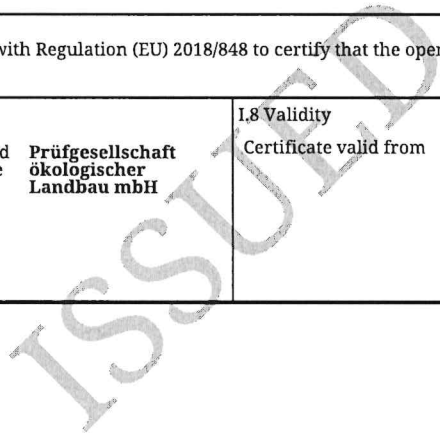 with Regulation (EU) 2018/848 to certify that the oper
I.8 Validity
Certificate valid from
d Prüfgesellschaft
e ökologischer
Landbau mbH
ISSUED